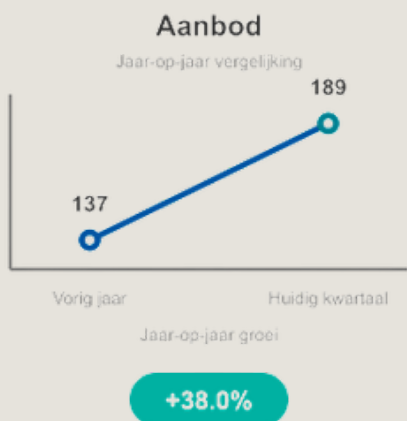 Aanbod
Jaar-op-jaar vergelijking
189
137
Vorig jaar Huidig kwartaal
Jaar-op-jaar groei
+38.0%